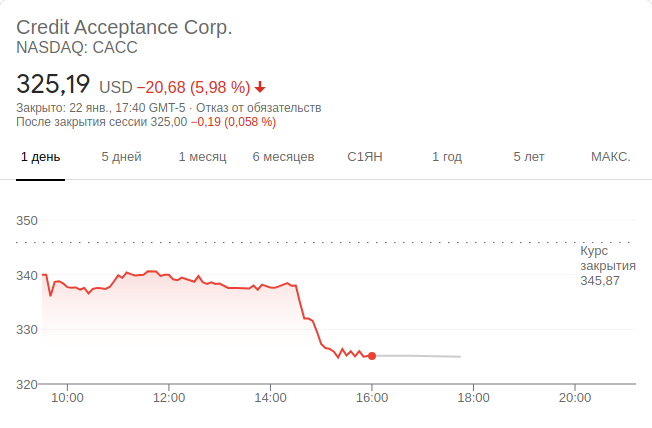 Credit Acceptance Corp.
NASDAQ: CACC
325,19 USD −20,68 (5,98 %)
Закрыто: 22 янв., 17:40 GMT-5 · Отказ от обязательств
После закрытия сессии 325,00 −0,19 (0,058 %)
1 день 5 дней 1 месяц 6 месяцев С1ЯН 1 год 5 лет МАКС.
350
Курс
закрытия
345,87
340
330
320
10:00 12:00 14:00 16:00 18:00 20:00